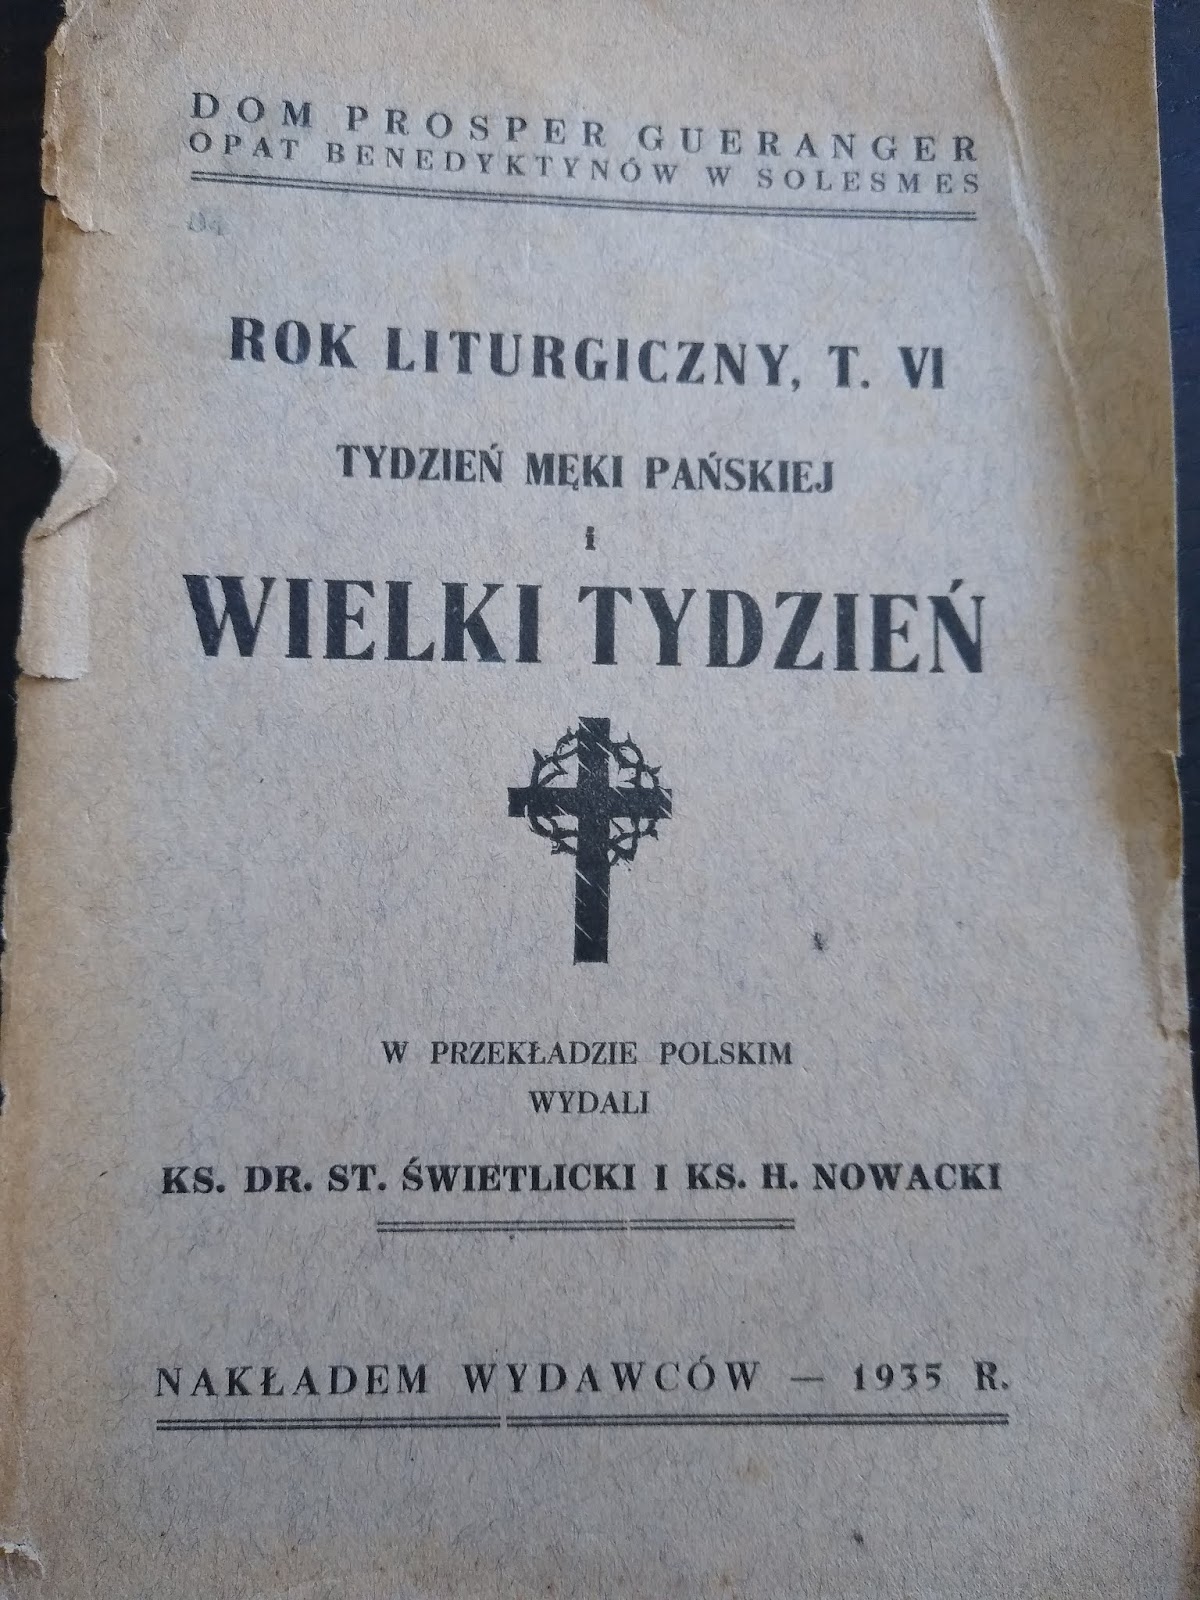 DOM PROSPER GUERANGER
OPAT BENEDYKTYNÓW W SOLESMES
ROK LITURGICZNY, T. VI
TYDZIEŃ MĘKI PAŃSKIEJ
i
WIELKI TYDZIEŃ
W PRZEKŁADZIE POLSKIM
WYDALI
KS. DR. ST. ŚWIETLICKI I KS. H. NOWACKI
NAKŁADEM WYDAWCÓW — 1935 R.